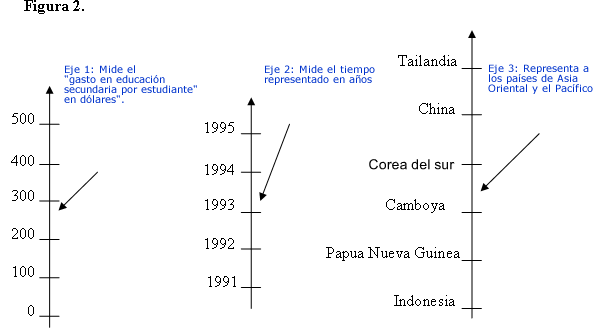 Figura 2.
Eje 1: Mide el
"gasto en educación
secundaria por estudiante"
en dólares".
500
400
300
200
100
0
Eje 2: Mide el tiempo
representado en años
1995
1994
1993
1992
1991
Eje 3: Representa a
los países de Asia
Oriental y el Pacífico
Tailandia
China
Corea del sur
Camboya
Papua Nueva Guinea
Indonesia